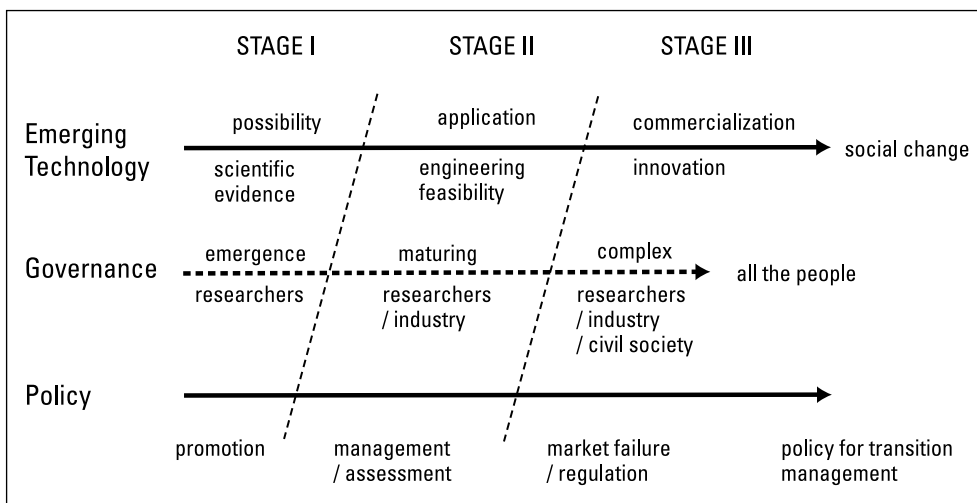 STAGE I STAGE II STAGE III
possibility application commercialization
Emerging
Technology
social change
scientific
evidence
engineering
feasibility
innovation
emergence maturing complex
Governance
all the people
researchers
researchers
/ industry
researchers
/ industry
/ civil society
Policy
promotion
management
/ assessment
market failure
/ regulation
policy for transition
management